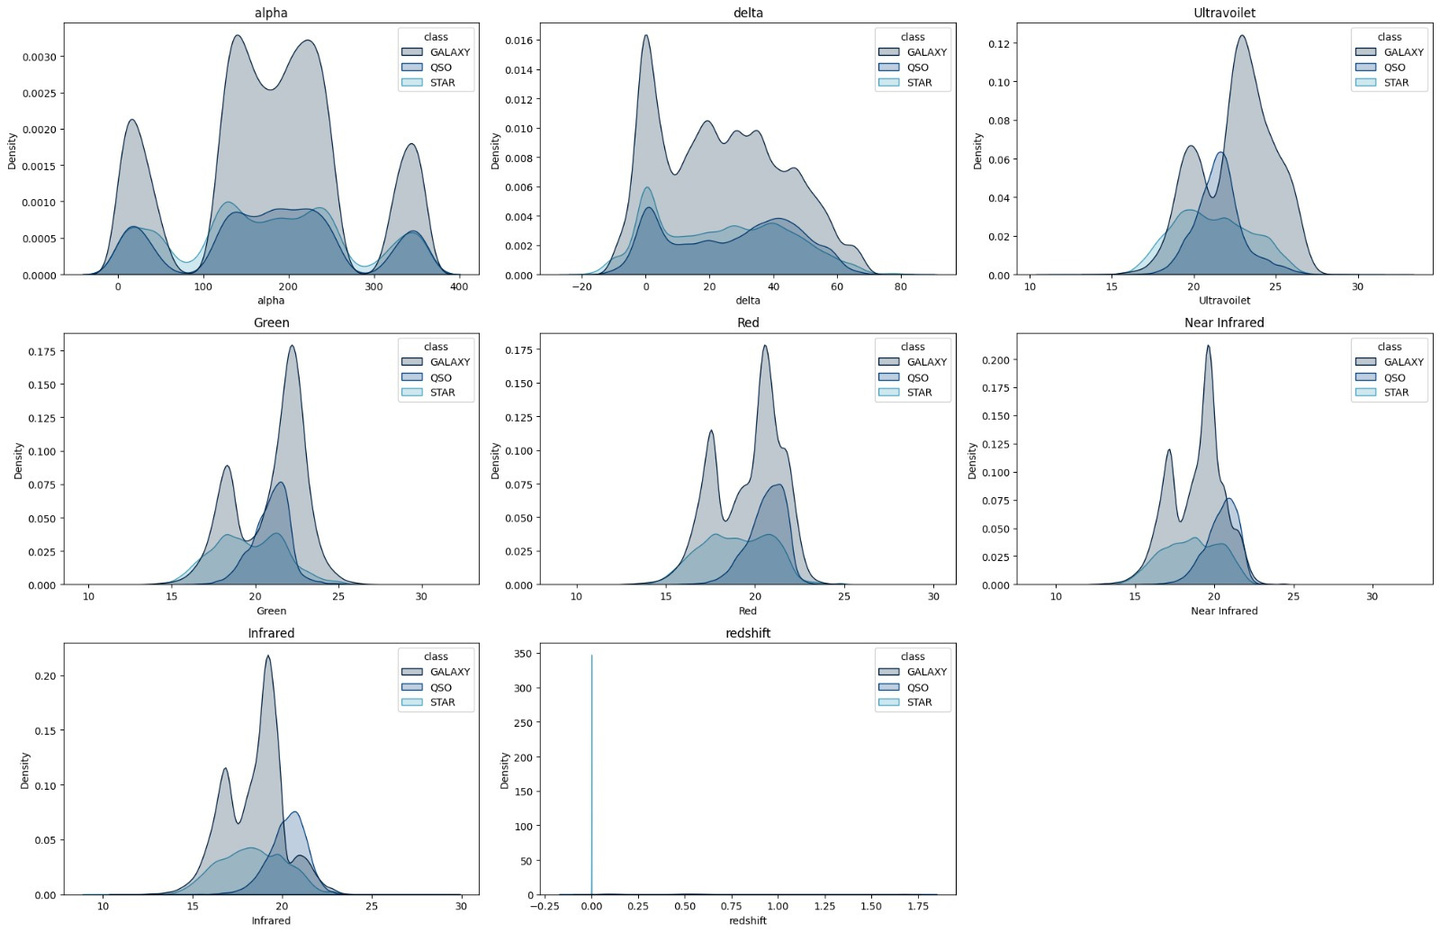 alpha
class
GALAXY
QSO
STAR
Density
0.0030
0.0025
0.0020
0.0015
0.0010
0.0005
0.0000
0 100 200 300 400
alpha
delta
class
GALAXY
QSO
STAR
Density
0.016
0.014
0.012
0.010
0.008
0.006
0.004
0.002
0.000
−20 0 20 40 60 80
delta
Ultravoilet
class
GALAXY
QSO
STAR
Density
0.12
0.10
0.08
0.06
0.04
0.02
0.00
10 15 20 25 30
Ultravoilet
Green
class
GALAXY
QSO
STAR
Density
0.175
0.150
0.125
0.100
0.075
0.050
0.025
0.000
10 15 20 25 30
Green
Red
class
GALAXY
QSO
STAR
Density
0.175
0.150
0.125
0.100
0.075
0.050
0.025
0.000
10 15 20 25 30
Red
Near Infrared
class
GALAXY
QSO
STAR
Density
0.200
0.175
0.150
0.125
0.100
0.075
0.050
0.025
0.000
10 15 20 25 30
Near Infrared
Infrared
class
GALAXY
QSO
STAR
Density
0.20
0.15
0.10
0.05
0.00
10 15 20 25 30
Infrared
redshift
class
GALAXY
QSO
STAR
Density
350
300
250
200
150
100
50
0
−0.25 0.00 0.25 0.50 0.75 1.00 1.25 1.50 1.75
redshift